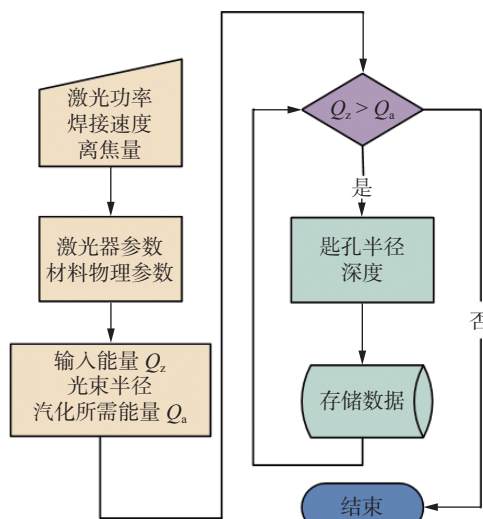 激光功率
焊接速度
离焦量
激光器参数
材料物理参数
输入能量 Qz
光束半径
汽化所需能量 Qa
Qz > Qa
是
匙孔半径
深度
否
存储数据
结束